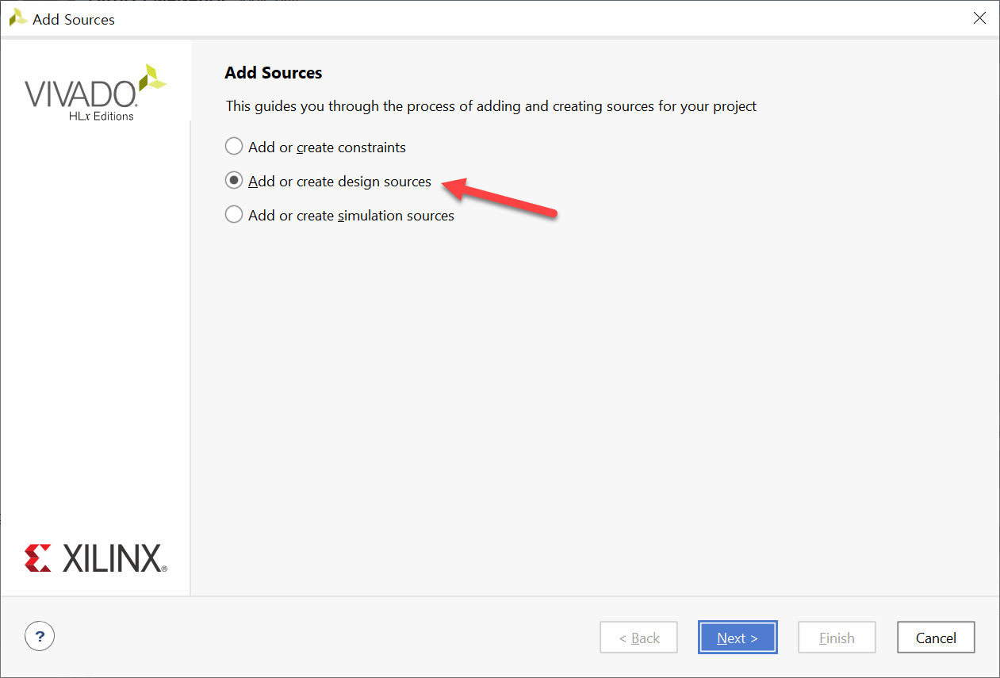 Add Sources
VIVADO.
HLx Editions
Add Sources
This guides you through the process of adding and creating sources for your project
Add or create constraints
Add or create design sources
Add or create simulation sources
XILINX®
?
< Back
Next >
Finish
Cancel